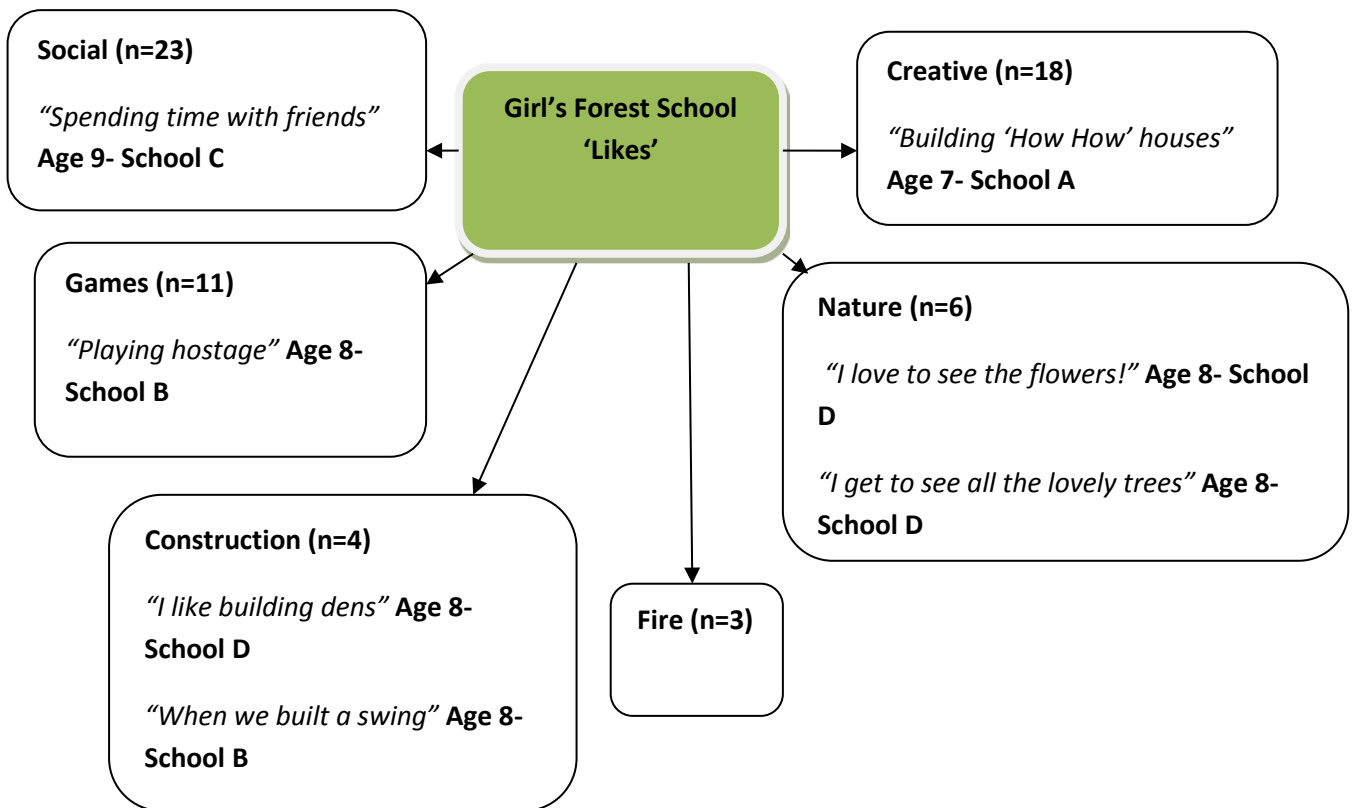 Girl’s Forest School
‘Likes’
Social (n=23)
“Spending time with friends”
Age 9- School C
Creative (n=18)
“Building ‘How How’ houses”
Age 7- School A
Games (n=11)
“Playing hostage” Age 8-
School B
Nature (n=6)
“I love to see the flowers!” Age 8- School
D
“I get to see all the lovely trees” Age 8-
School D
Construction (n=4)
“I like building dens” Age 8-
School D
“When we built a swing” Age 8-
School B
Fire (n=3)